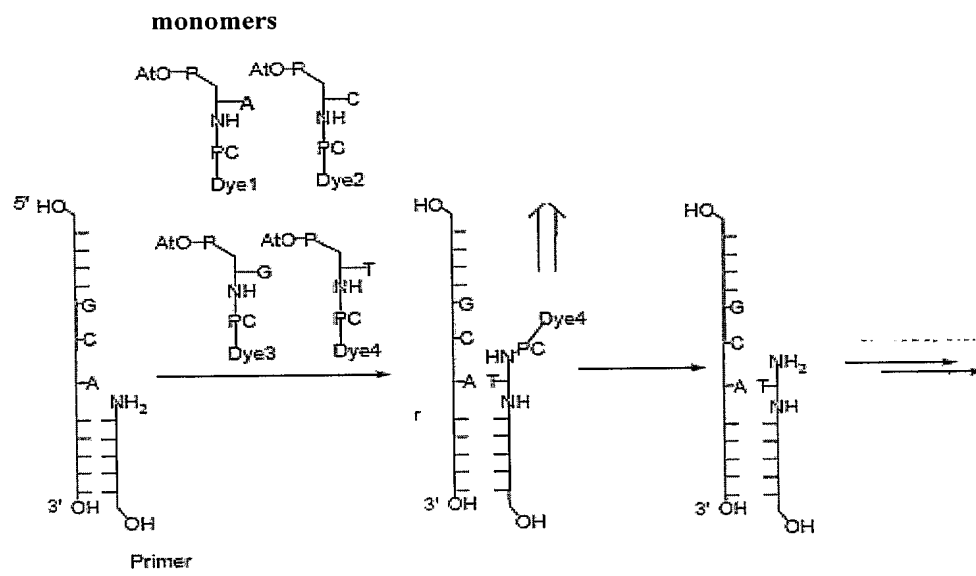 monomers
AtO-P AtO-P
A C
NH NH
PC PC
Dye1 Dye2
5' HO HO HO
AtO-P AtO-P
G T
NH NH
PC PC
Dye3 Dye4
G G G
C C C
Dye4
PC
HN
NH2
A A T A T
NH2 NH NH
r
3' OH 3' OH 3' OH
OH OH OH
Primer